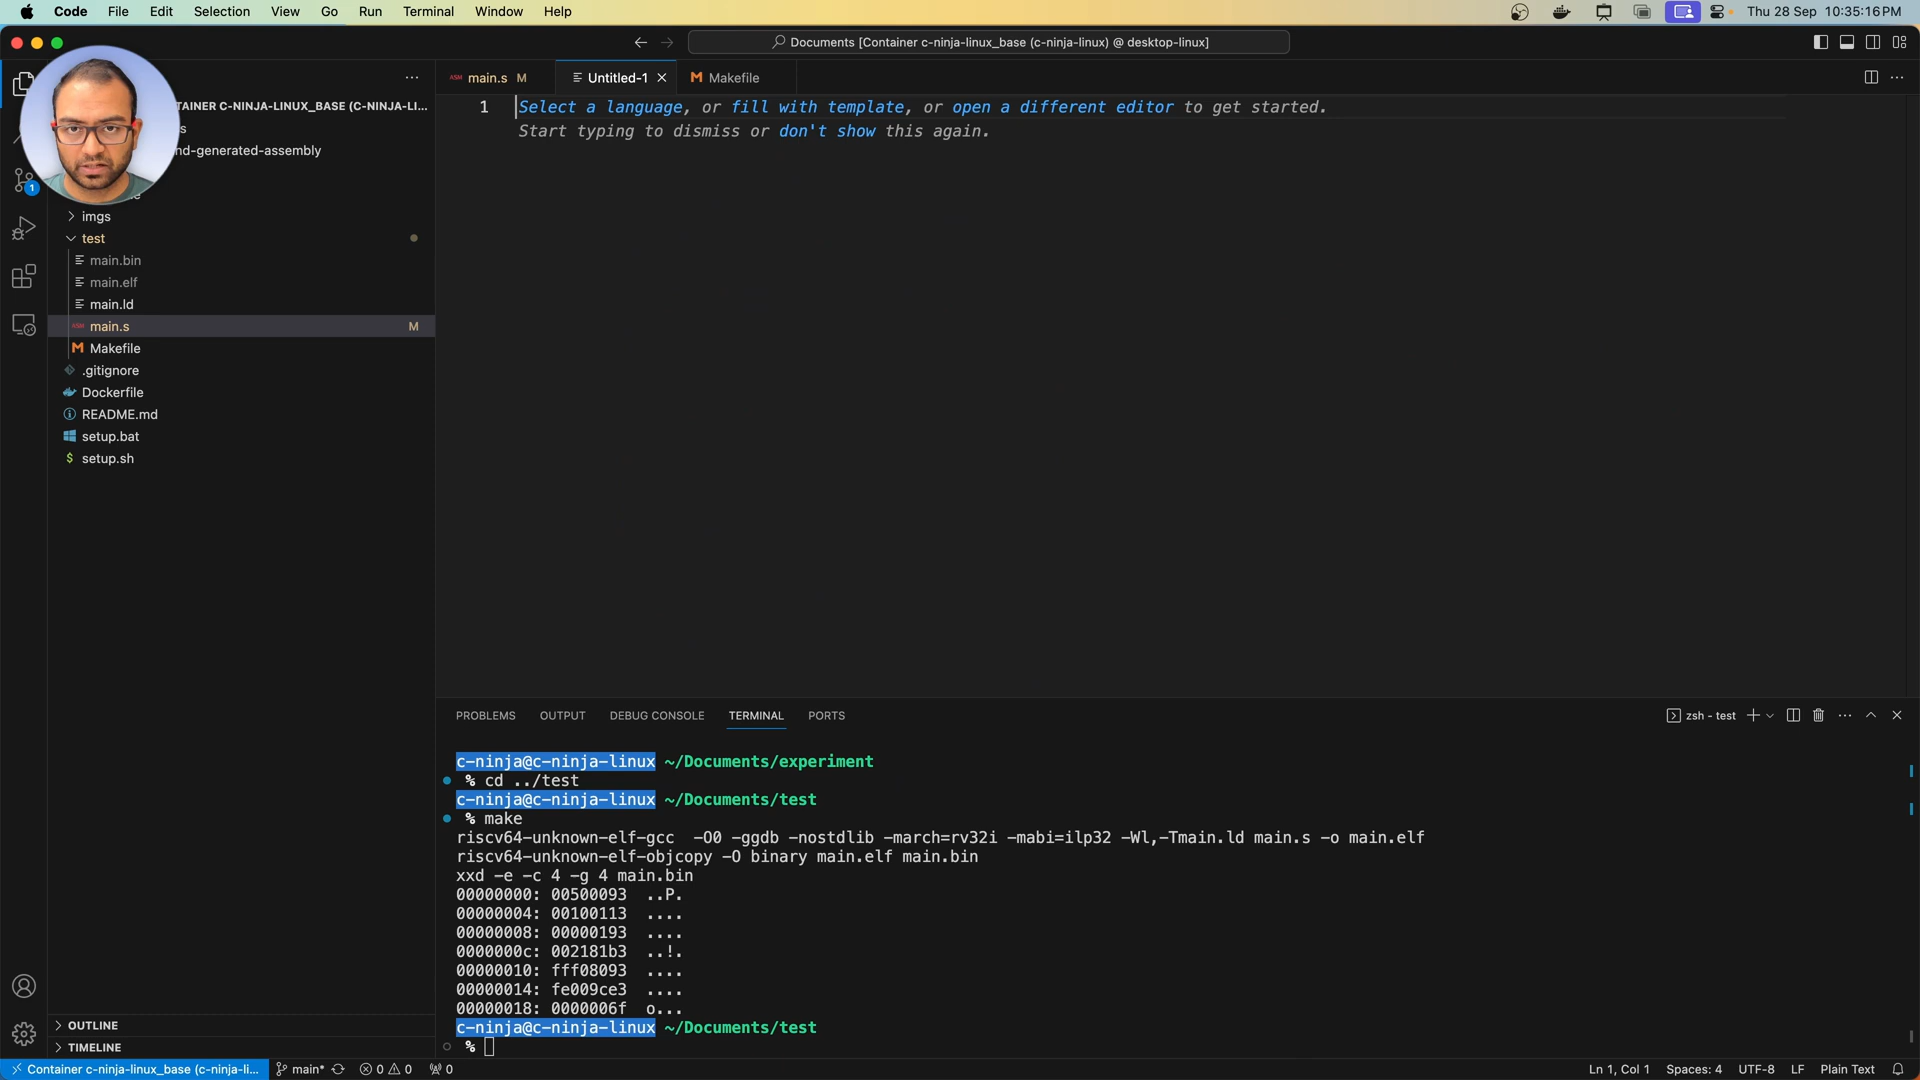 Code File Edit Selection View Go Run Terminal Window Help Thu 28 Sep 10:35:16 PM
Documents [Container c-ninja-linux_base (c-ninja-linux) @ desktop-linux]
TAINER C-NINJA-LINUX_BASE (C-NINJA-LI...
s
nd-generated-assembly
imgs
test
main.bin
main.elf
main.ld
ASM main.s M
Makefile
.gitignore
Dockerfile
README.md
setup.bat
$ setup.sh
OUTLINE
TIMELINE
1
ASM main.s M Untitled-1 Makefile
1 Select a language, or fill with template, or open a different editor to get started.
Start typing to dismiss or don't show this again.
PROBLEMS OUTPUT DEBUG CONSOLE TERMINAL PORTS zsh - test
c-ninja@c-ninja-linux ~/Documents/experiment
% cd ../test
c-ninja@c-ninja-linux ~/Documents/test
% make
riscv64-unknown-elf-gcc -O0 -ggdb -nostdlib -march=rv32i -mabi=ilp32 -Wl,-Tmain.ld main.s -o main.elf
riscv64-unknown-elf-objcopy -O binary main.elf main.bin
xxd -e -c 4 -g 4 main.bin
00000000: 00500093 ..P.
00000004: 00100113 ....
00000008: 00000193 ....
0000000c: 002181b3 ..!.
00000010: fff08093 ....
00000014: fe009ce3 ....
00000018: 0000006f o...
c-ninja@c-ninja-linux ~/Documents/test
%
Container c-ninja-linux_base (c-ninja-li... main* 0 0 0 Ln 1, Col 1 Spaces: 4 UTF-8 LF Plain Text